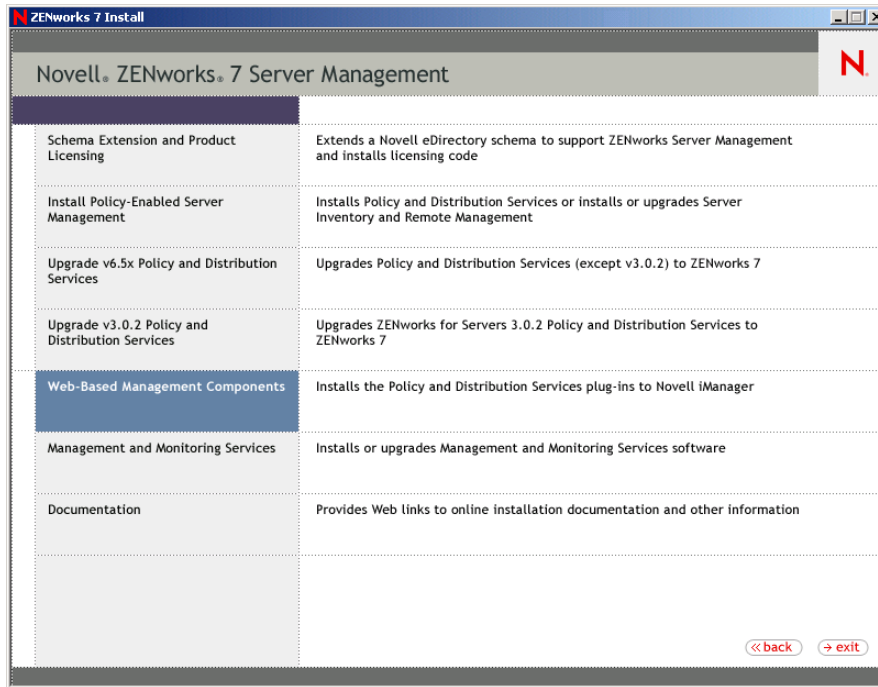 ZENworks 7 Install
Novell® ZENworks® 7 Server Management
N
Schema Extension and Product
Licensing
Extends a Novell eDirectory schema to support ZENworks Server Management
and installs licensing code
Install Policy-Enabled Server
Management
Installs Policy and Distribution Services or installs or upgrades Server
Inventory and Remote Management
Upgrade v6.5x Policy and Distribution
Services
Upgrades Policy and Distribution Services (except v3.0.2) to ZENworks 7
Upgrade v3.0.2 Policy and
Distribution Services
Upgrades ZENworks for Servers 3.0.2 Policy and Distribution Services to
ZENworks 7
Web-Based Management Components
Installs the Policy and Distribution Services plug-ins to Novell iManager
Management and Monitoring Services
Installs or upgrades Management and Monitoring Services software
Documentation
Provides Web links to online installation documentation and other information
back
exit